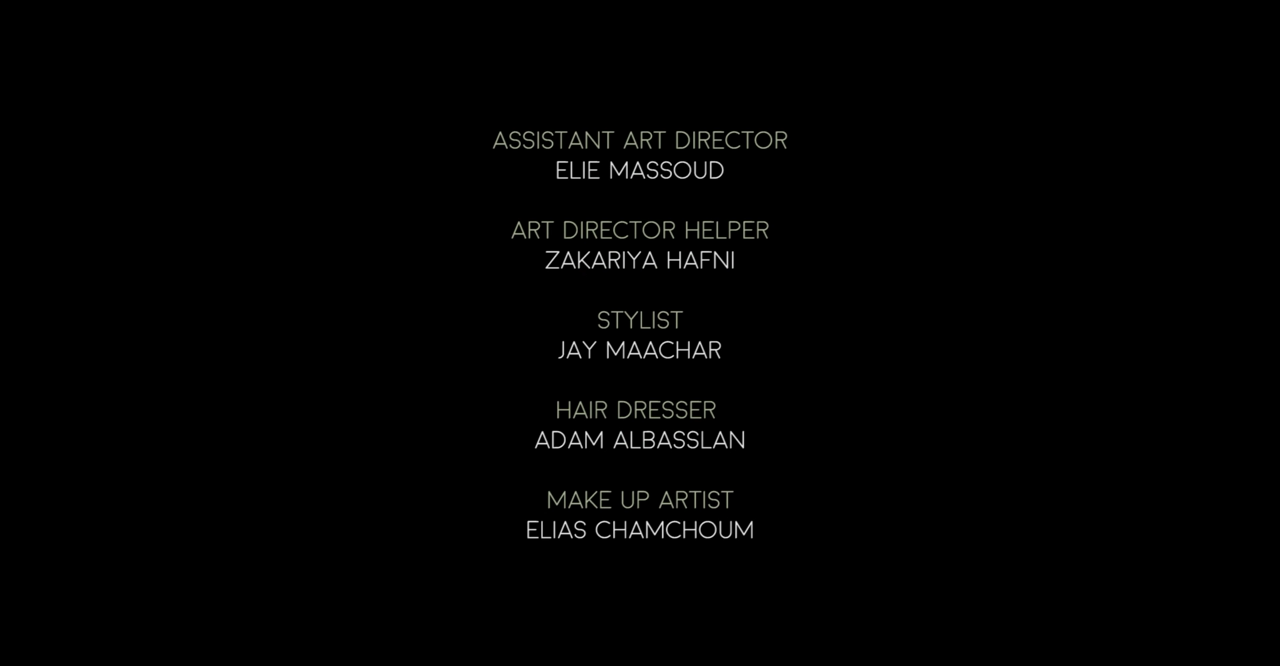 ASSISTANT ART DIRECTOR
ELIE MASSOUD
ART DIRECTOR HELPER
ZAKARIYA HAFNI
STYLIST
JAY MAACHAR
HAIR DRESSER
ADAM ALBASSLAN
MAKE UP ARTIST
ELIAS CHAMCHOUM